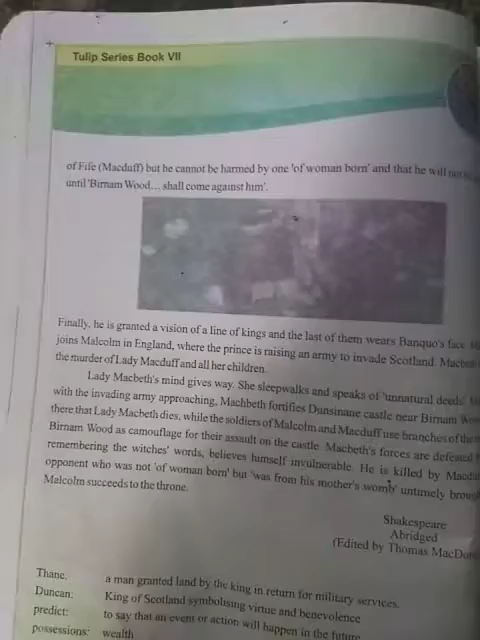 Tulip Series Book VII
of Fife (Macduff) but he cannot be harmed by one 'of woman born' and that he will not
until 'Birnam Wood... shall come against him'.
Finally, he is granted a vision of a line of kings and the last of them wears Banquo's face
joins Malcolm in England, where the prince is raising an army to invade Scotland. Macbeth
the murder of Lady Macduff and all her children.
Lady Macbeth's mind gives way. She sleepwalks and speaks of 'unnatural deeds'.
with the invading army approaching, Machbeth fortifies Dunsinane castle near Birnam
there that Lady Macbeth dies, while the soldiers of Malcolm and Macduff use branches of
Birnam Wood as camouflage for their assault on the castle. Macbeth's forces are defeated
remembering the witches' words, believes himself invulnerable. He is killed by
opponent who was not 'of woman born' but 'was from his mother's womb' untimely
Malcolm succeeds to the throne.
Shakespeare
Abridged
(Edited by Thomas
Thane: a man granted land by the king in return for military services.
Duncan: King of Scotland symbolising virtue and benevolence
predict: to say that an event or action will happen in the future
possessions: wealth